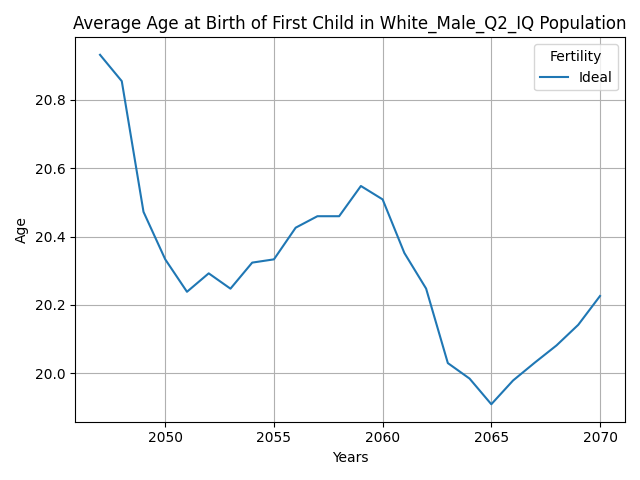 Average Age at Birth of First Child in White_Male_Q2_IQ Population
Fertility
Ideal
20.8
20.6
20.4
20.2
20.0
Age
2050 2055 2060 2065 2070
Years